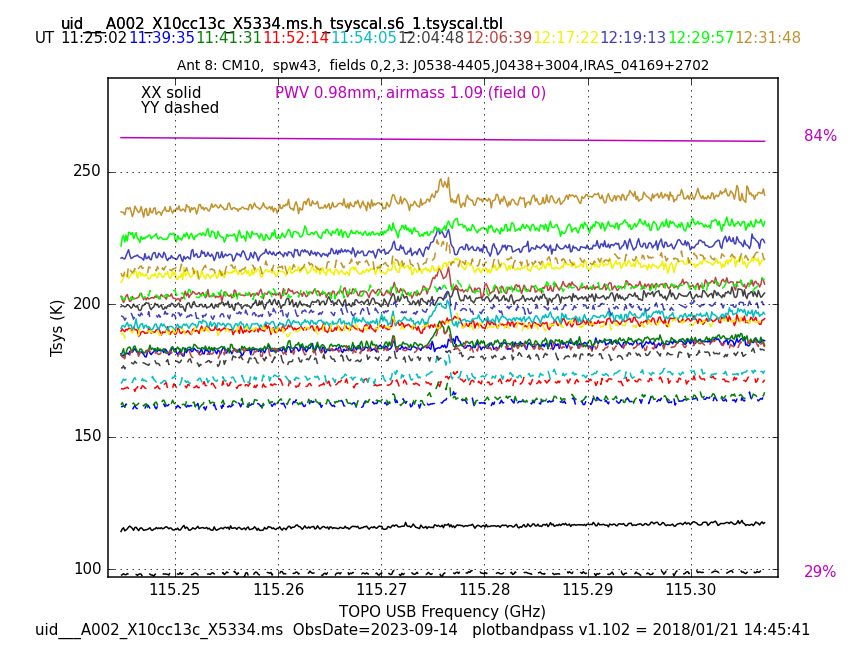 uid___A002_X10cc13c_X5334.ms.h_tsyscal.s6_1.tsyscal.tbl
UT 11:25:02 11:39:35 11:41:31 11:52:14 11:54:05 12:04:48 12:06:39 12:17:22 12:19:13 12:29:57 12:31:48
Ant 8: CM10,  spw43,  fields 0,2,3: J0538-4405,J0438+3004,IRAS_04169+2702
XX solid PWV 0.98mm, airmass 1.09 (field 0)
YY dashed
84%
250
200
150
100
29%
Tsys (K)
115.25 115.26 115.27 115.28 115.29 115.30
TOPO USB Frequency (GHz)
uid___A002_X10cc13c_X5334.ms  ObsDate=2023-09-14   plotbandpass v1.102 = 2018/01/21 14:45:41